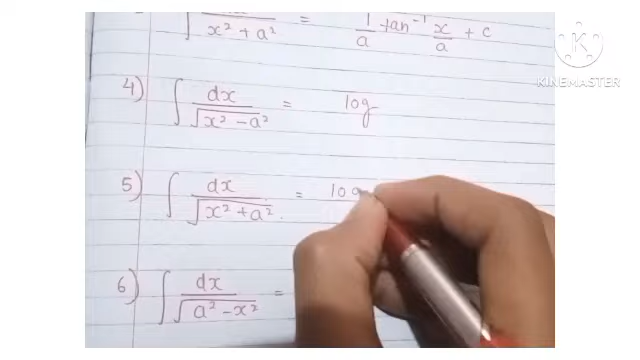 ∫ dx / x² + a² = 1/a tan⁻¹ x/a + c
4) ∫ dx / √x² - a² = log
5) ∫ dx / √x² + a² = log
6) ∫ dx / √a² - x² =
KINEMASTER